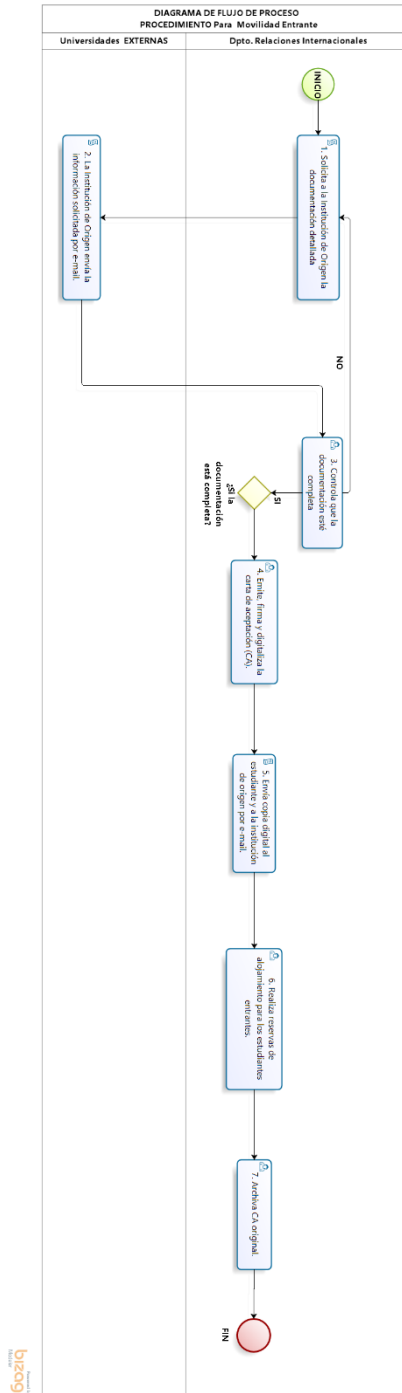 DIAGRAMA DE FLUJO DE PROCESO
PROCEDIMIENTO Para Movilidad Entrante
Universidades EXTERNAS
Dpto. Relaciones Internacionales
INICIO
1. Solicita a la Institución de Origen la
documentación detallada
2. La Institución de Origen envía la
información solicitada por e-mail.
NO
3. Controla que la
documentación esté
completa
SI
¿Si la
documentación
está completa?
4. Emite, firma y digitaliza la
carta de aceptación (CA).
5. Envía copia digital al
estudiante y a la institución
de origen por e-mail.
6. Realiza reservas de
alojamiento para los estudiantes
entrantes.
7. Archiva CA original.
FIN
Powered by
bizagi
Modeler